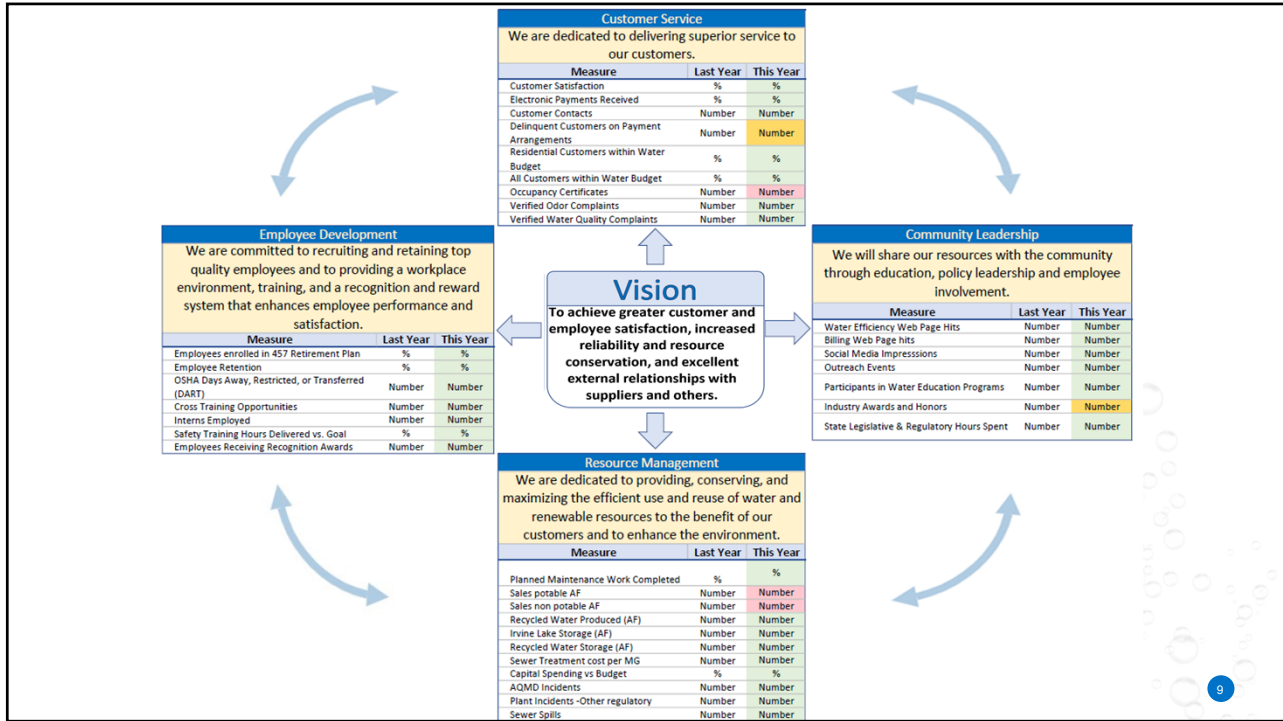 Customer Service
We are dedicated to delivering superior service to
our customers.
Measure Last Year This Year
Customer Satisfaction % %
Electronic Payments Received % %
Customer Contacts Number Number
Delinquent Customers on Payment
Arrangements Number Number
Residential Customers within Water
Budget % %
All Customers within Water Budget % %
Occupancy Certificates Number Number
Verified Odor Complaints Number Number
Verified Water Quality Complaints Number Number
Employee Development
We are committed to recruiting and retaining top
quality employees and to providing a workplace
environment, training, and a recognition and reward
system that enhances employee performance and
satisfaction.
Measure Last Year This Year
Employees enrolled in 457 Retirement Plan % %
Employee Retention % %
OSHA Days Away, Restricted, or Transferred
(DART) Number Number
Cross Training Opportunities Number Number
Interns Employed Number Number
Safety Training Hours Delivered vs. Goal % %
Employees Receiving Recognition Awards Number Number
Vision
To achieve greater customer and
employee satisfaction, increased
reliability and resource
conservation, and excellent
external relationships with
suppliers and others.
Community Leadership
We will share our resources with the community
through education, policy leadership and employee
involvement.
Measure Last Year This Year
Water Efficiency Web Page Hits Number Number
Billing Web Page hits Number Number
Social Media Impresssions Number Number
Outreach Events Number Number
Participants in Water Education Programs Number Number
Industry Awards and Honors Number Number
State Legislative & Regulatory Hours Spent Number Number
Resource Management
We are dedicated to providing, conserving, and
maximizing the efficient use and reuse of water and
renewable resources to the benefit of our
customers and to enhance the environment.
Measure Last Year This Year
Planned Maintenance Work Completed % %
Sales potable AF Number Number
Sales non potable AF Number Number
Recycled Water Produced (AF) Number Number
Irvine Lake Storage (AF) Number Number
Recycled Water Storage (AF) Number Number
Sewer Treatment cost per MG Number Number
Capital Spending vs Budget % %
AQMD Incidents Number Number
Plant Incidents -Other regulatory Number Number
Sewer Spills Number Number
9